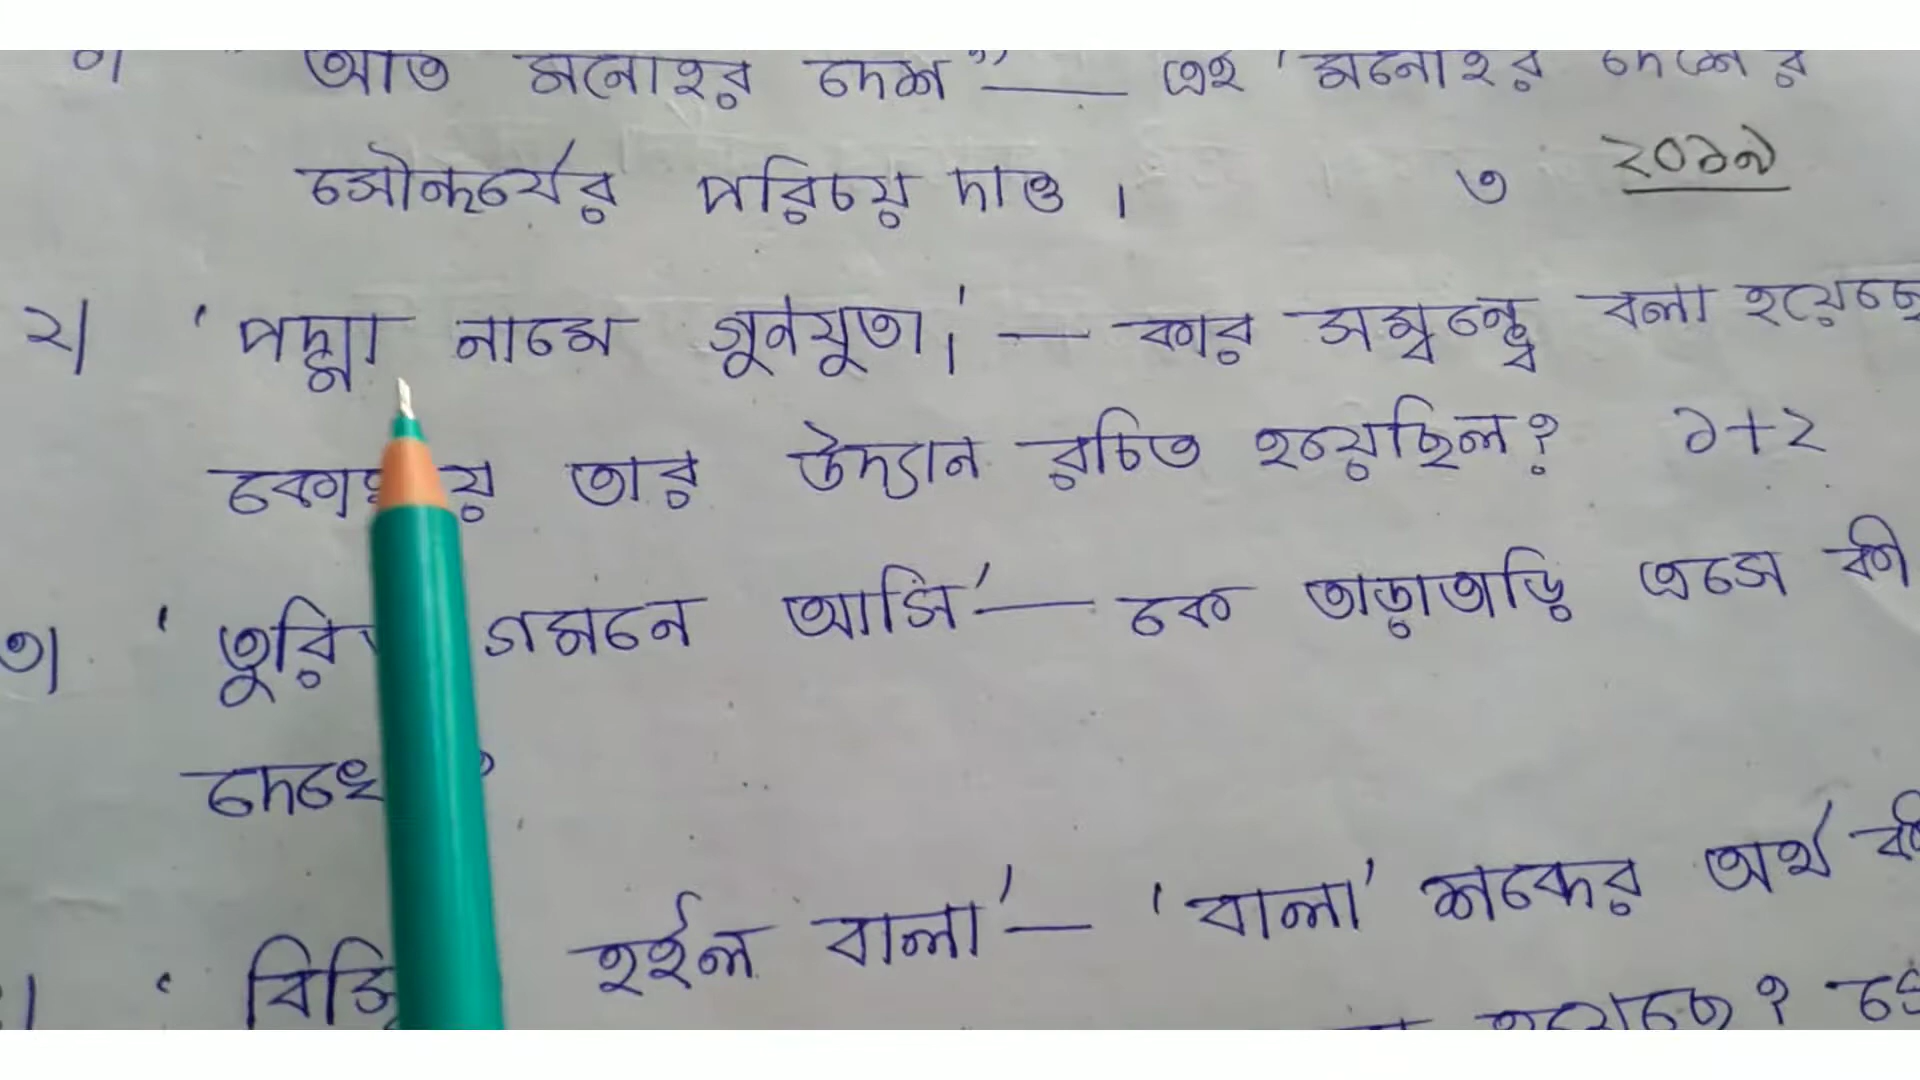 "অতি মনোহর দেশ" — এই 'মনোহর দেশের
সৌন্দর্যের পরিচয় দাও। ৩ ২০১৯
২। 'পদ্মা নামে গুনযুতা।' — কার সম্বন্ধে বলা হয়েছে
তার উদ্যান রচিত হয়েছিল? ১+২
৩। ' গমনে আসি' — কে তাড়াতাড়ি এসে কী
দেখে
' হইল বালা' — 'বালা' শব্দের অর্থ